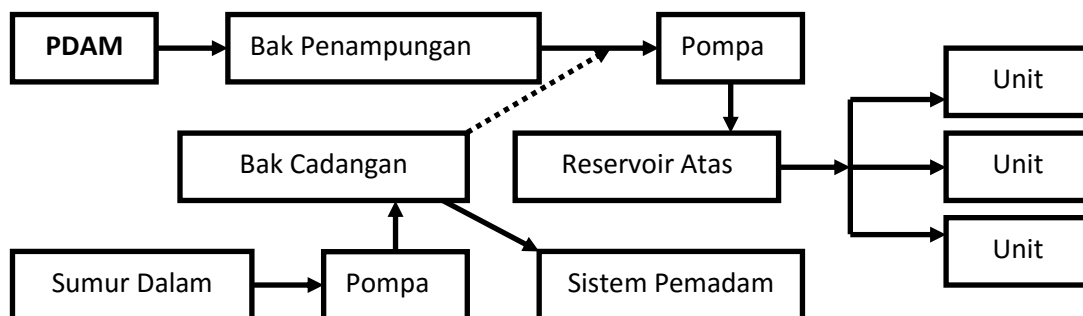 PDAM
Bak Penampungan
Pompa
Unit
Bak Cadangan
Reservoir Atas
Unit
Sumur Dalam
Pompa
Sistem Pemadam
Unit